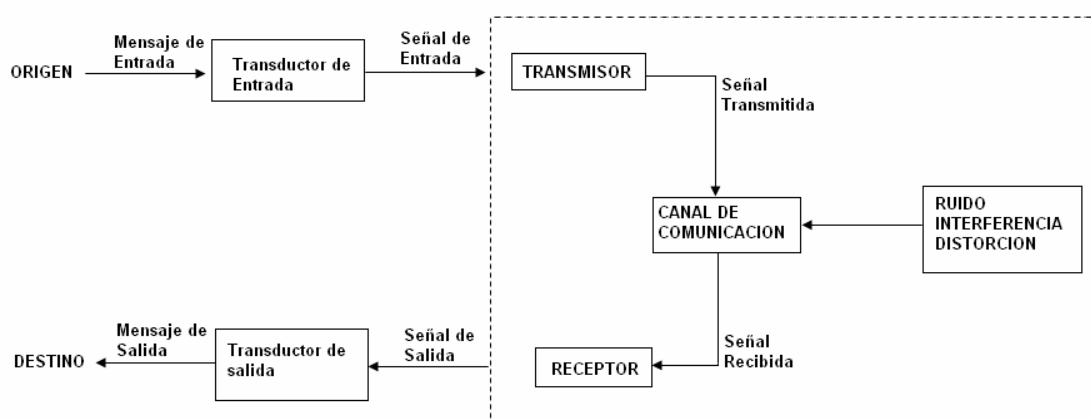 ORIGEN
Mensaje de
Entrada
Transductor de
Entrada
Señal de
Entrada
TRANSMISOR
Señal
Transmitida
CANAL DE
COMUNICACION
RUIDO
INTERFERENCIA
DISTORCION
Señal
Recibida
RECEPTOR
Señal de
Salida
Transductor de
salida
Mensaje de
Salida
DESTINO